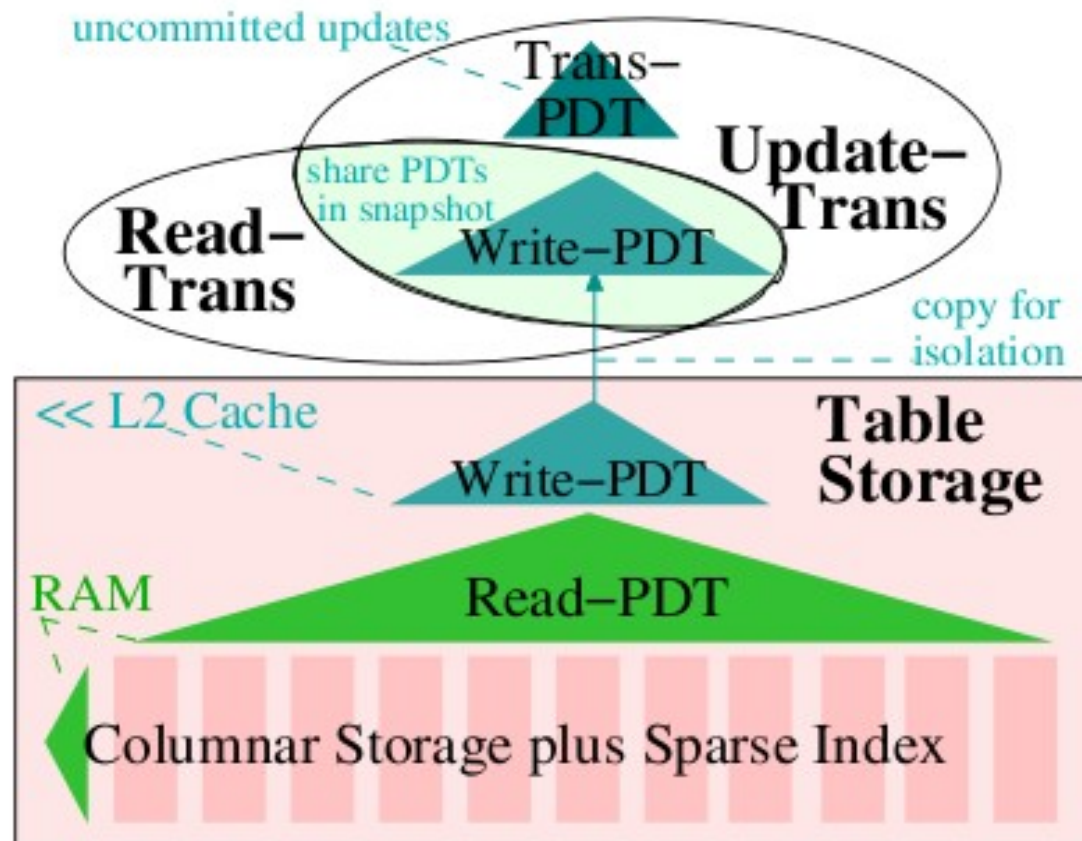 uncommitted updates
Trans–
PDT
Update–
Trans
share PDTs
in snapshot
Read–
Trans
Write–PDT
copy for
isolation
<< L2 Cache
Table
Storage
Write–PDT
RAM
Read–PDT
Columnar Storage plus Sparse Index